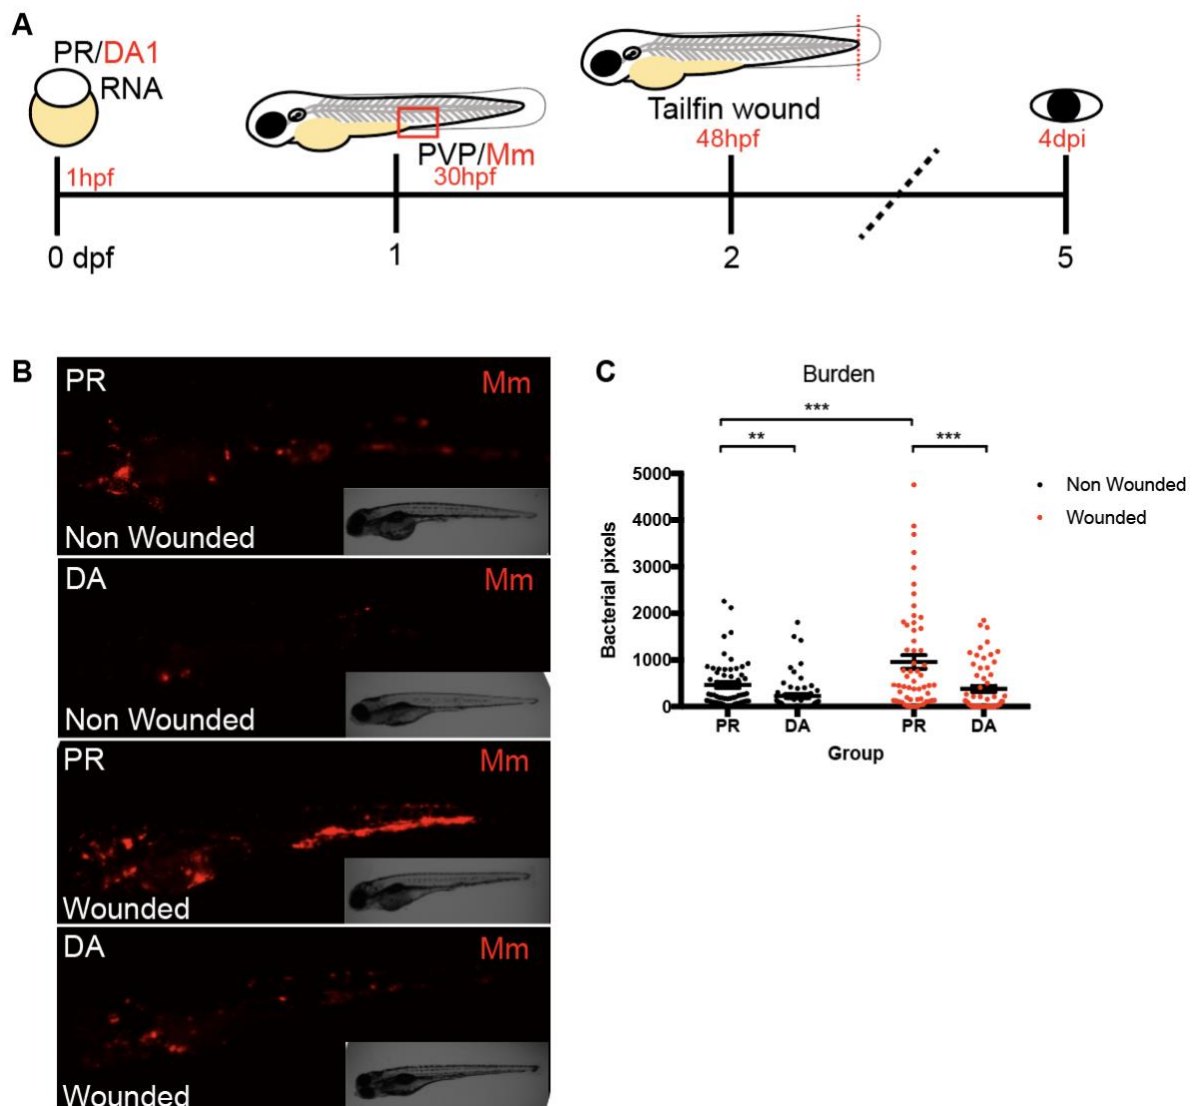 A
PR/DA1
RNA
1hpf
0 dpf
PVP/Mm
30hpf
1
Tailfin wound
48hpf
2
4dpi
5
B
PR
Mm
Non Wounded
DA
Mm
Non Wounded
PR
Mm
Wounded
DA
Mm
Wounded
C
Burden
***
**
***
5000
4000
3000
2000
1000
0
Bacterial pixels
PR
DA
PR
DA
Group
Non Wounded
Wounded